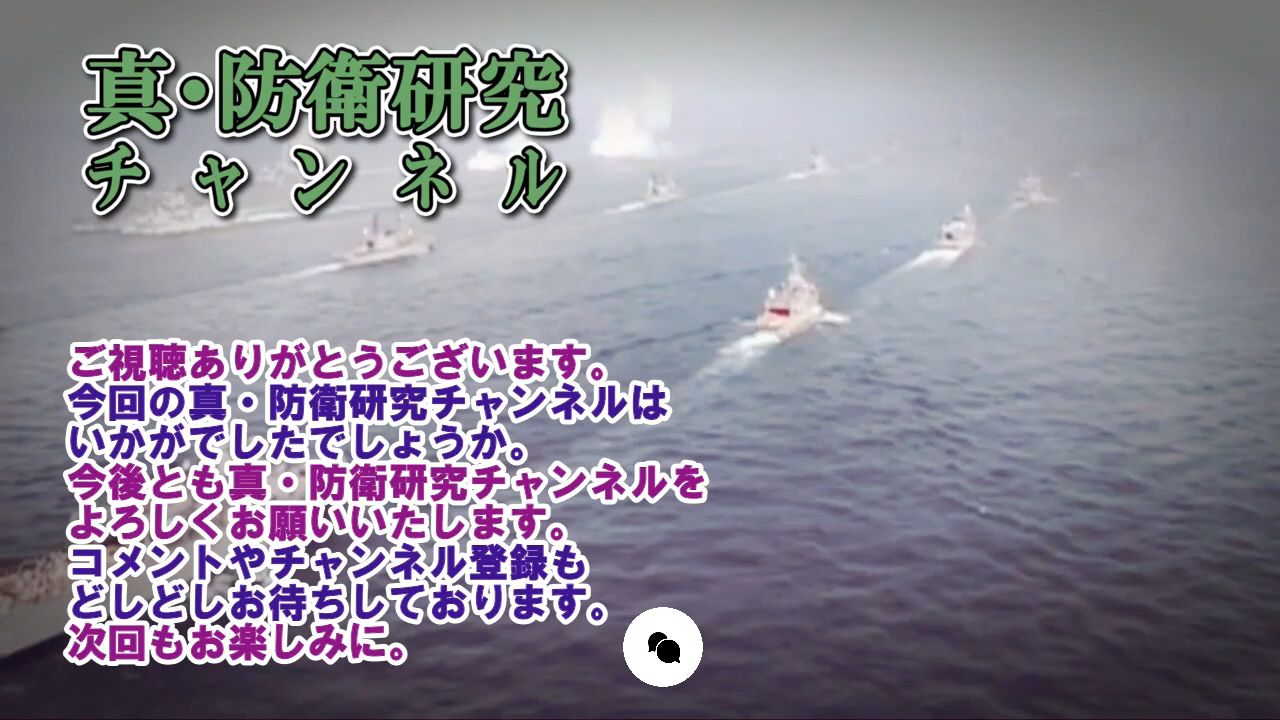 真・防衛研究
チャンネル
ご視聴ありがとうございます。
今回の真・防衛研究チャンネルは
いかがでしたでしょうか。
今後とも真・防衛研究チャンネルを
よろしくお願いいたします。
コメントやチャンネル登録も
どしどしお待ちしております。
次回もお楽しみに。